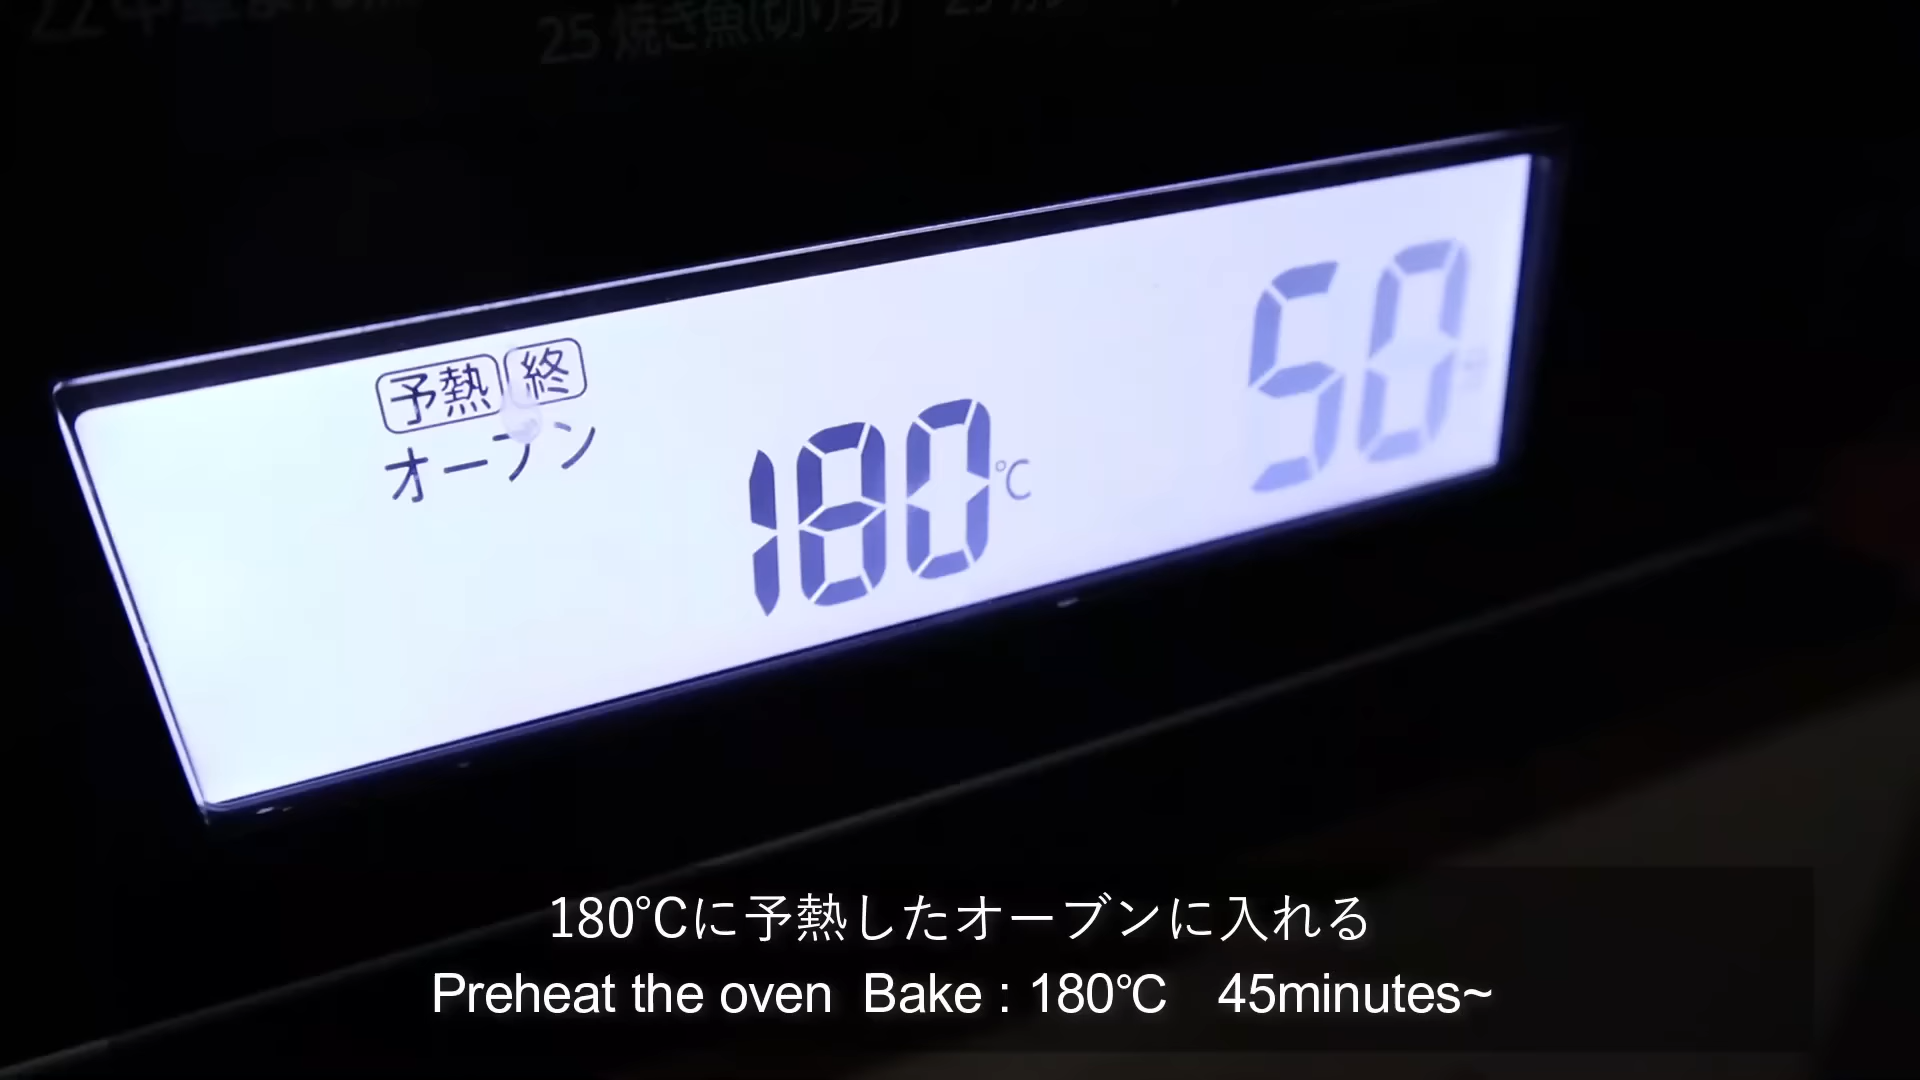 25 焼き魚(切り身)
予熱 終
オーブン
180℃
50
180℃に予熱したオーブンに入れる
Preheat the oven Bake : 180℃ 45minutes~